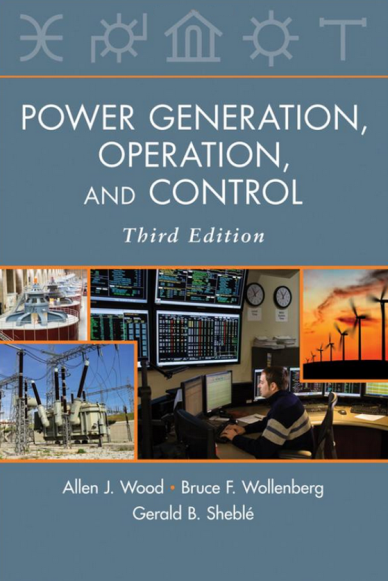 POWER GENERATION,
OPERATION,
AND CONTROL
Third Edition
Allen J. Wood • Bruce F. Wollenberg
Gerald B. Sheblé